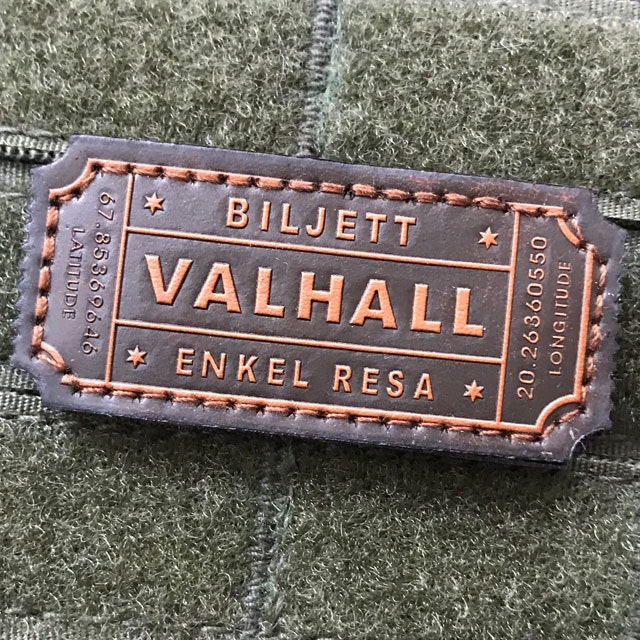 67.85369646
LATITUDE
BILJETT
VALHALL
ENKEL RESA
20.26360550
LONGITUDE